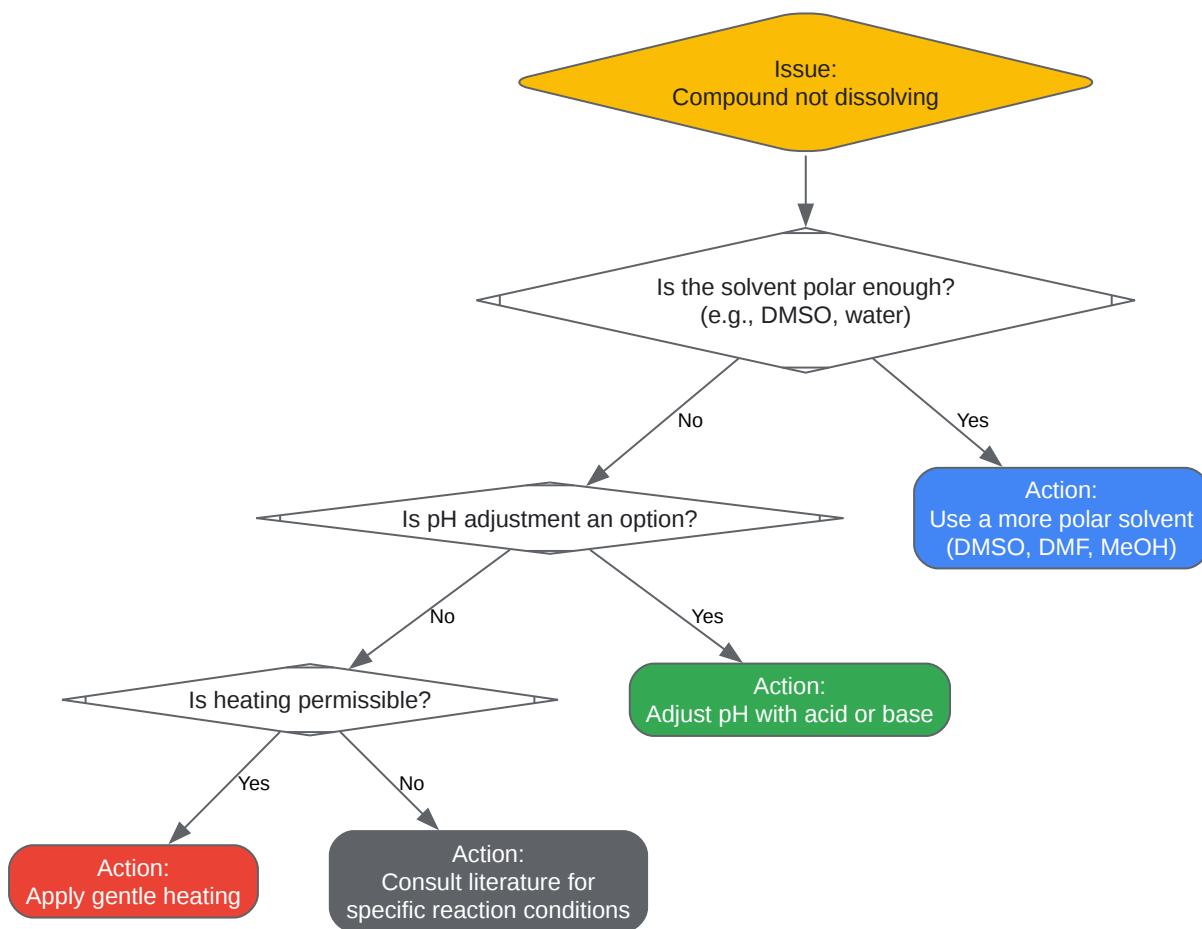 Issue:
Compound not dissolving
Is the solvent polar enough?
(e.g., DMSO, water)
No
Yes
Is pH adjustment an option?
Action:
Use a more polar solvent
(DMSO, DMF, MeOH)
No
Yes
Is heating permissible?
Action:
Adjust pH with acid or base
Yes
No
Action:
Apply gentle heating
Action:
Consult literature for
specific reaction conditions